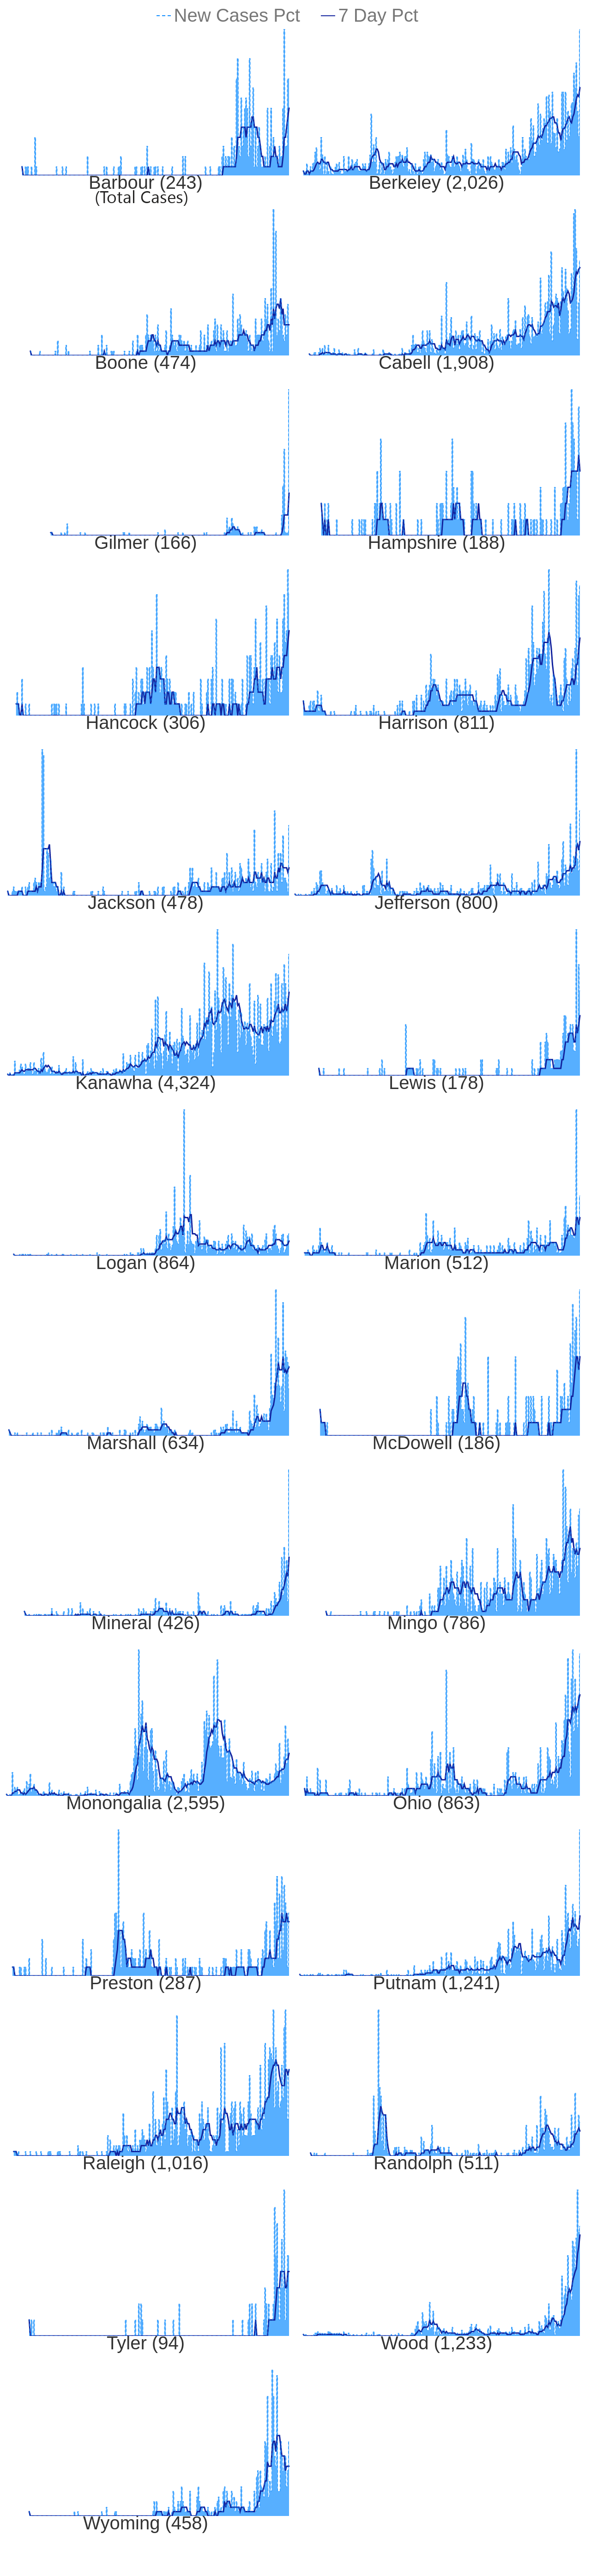 New Cases Pct 7 Day Pct
Barbour (243) Berkeley (2,026)
(Total Cases)
Boone (474) Cabell (1,908)
Gilmer (166) Hampshire (188)
Hancock (306) Harrison (811)
Jackson (478) Jefferson (800)
Kanawha (4,324) Lewis (178)
Logan (864) Marion (512)
Marshall (634) McDowell (186)
Mineral (426) Mingo (786)
Monongalia (2,595) Ohio (863)
Preston (287) Putnam (1,241)
Raleigh (1,016) Randolph (511)
Tyler (94) Wood (1,233)
Wyoming (458)